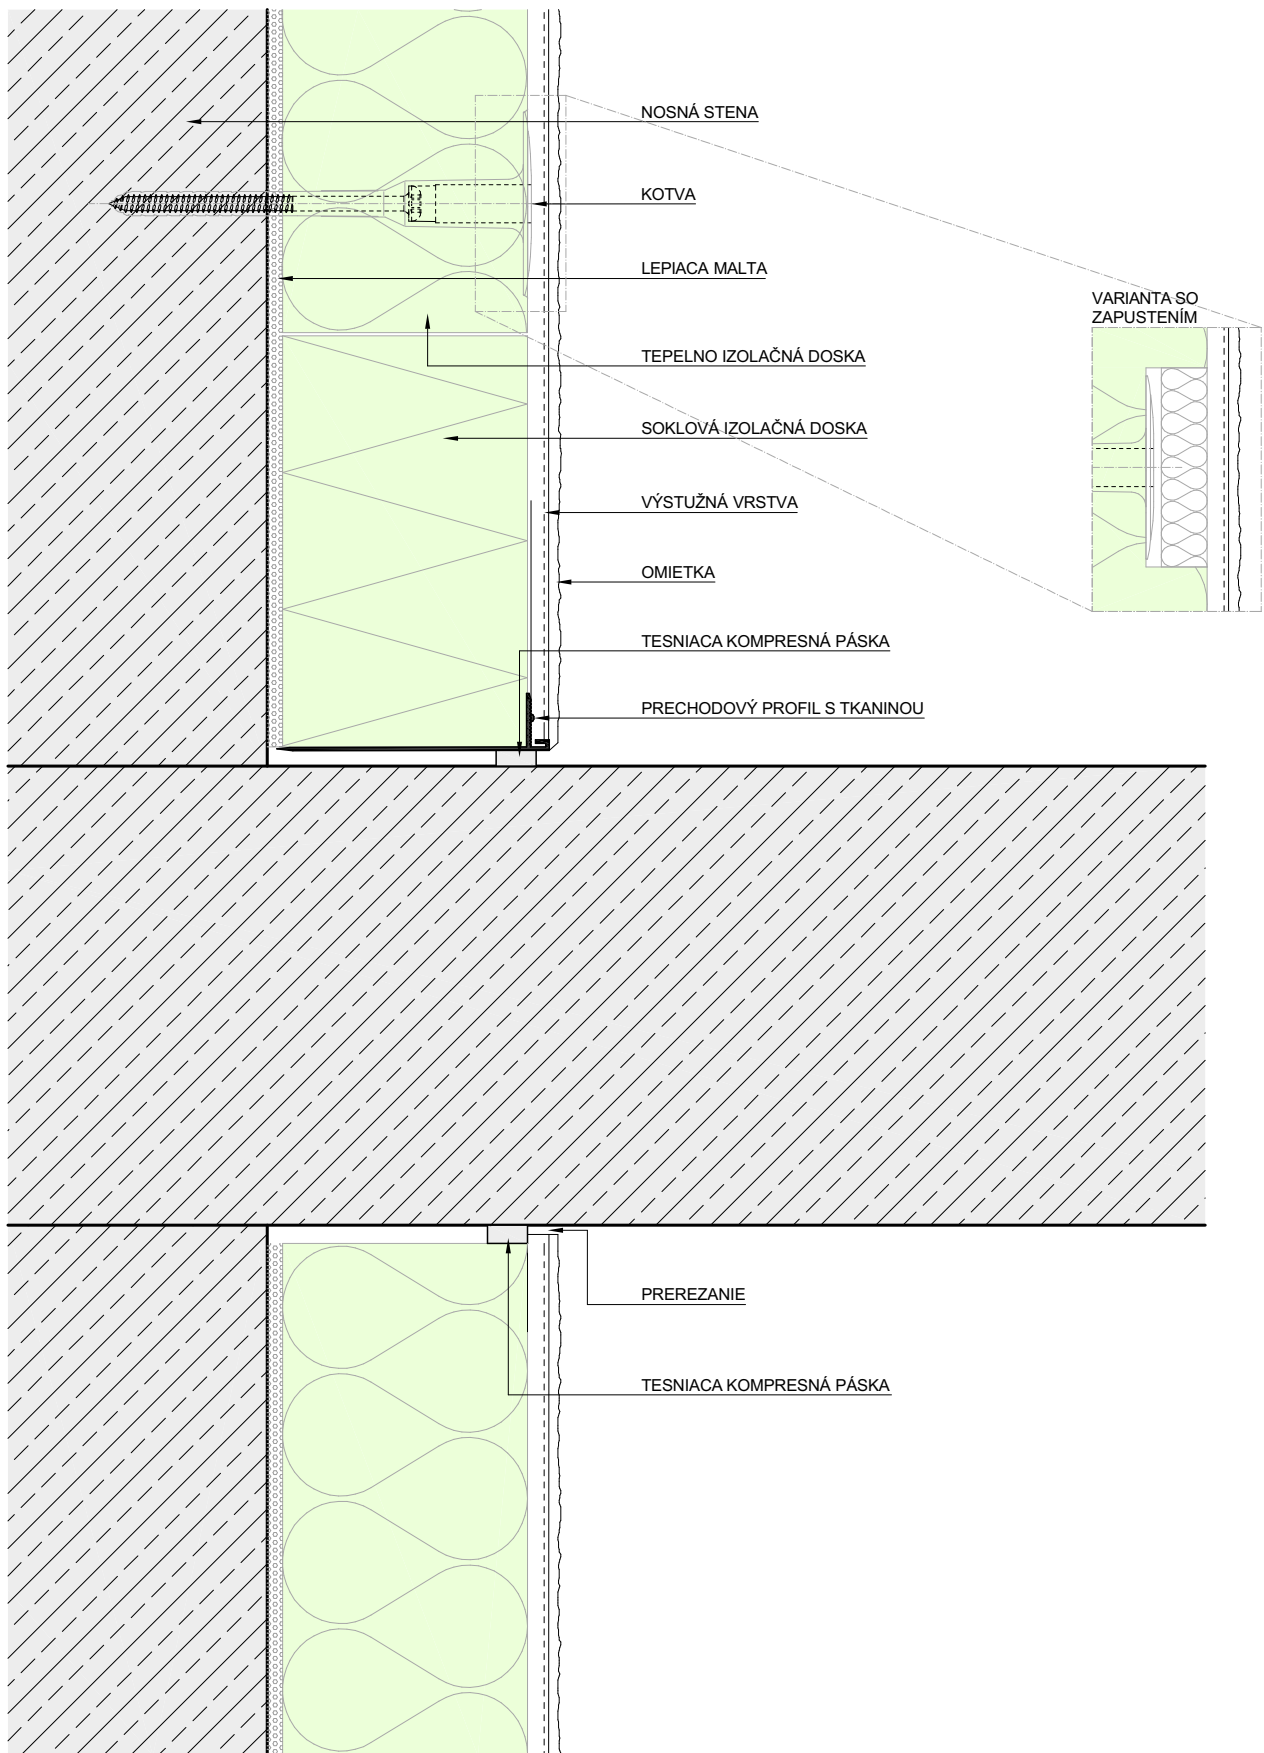 NOSNÁ STENA
KOTVA
LEPIACA MALTA
VARIANTA SO
ZAPUSTENÍM
TEPELNO IZOLAČNÁ DOSKA
SOKLOVÁ IZOLAČNÁ DOSKA
VÝSTUŽNÁ VRSTVA
OMIETKA
TESNIACA KOMPRESNÁ PÁSKA
PRECHODOVÝ PROFIL S TKANINOU
PREREZANIE
TESNIACA KOMPRESNÁ PÁSKA